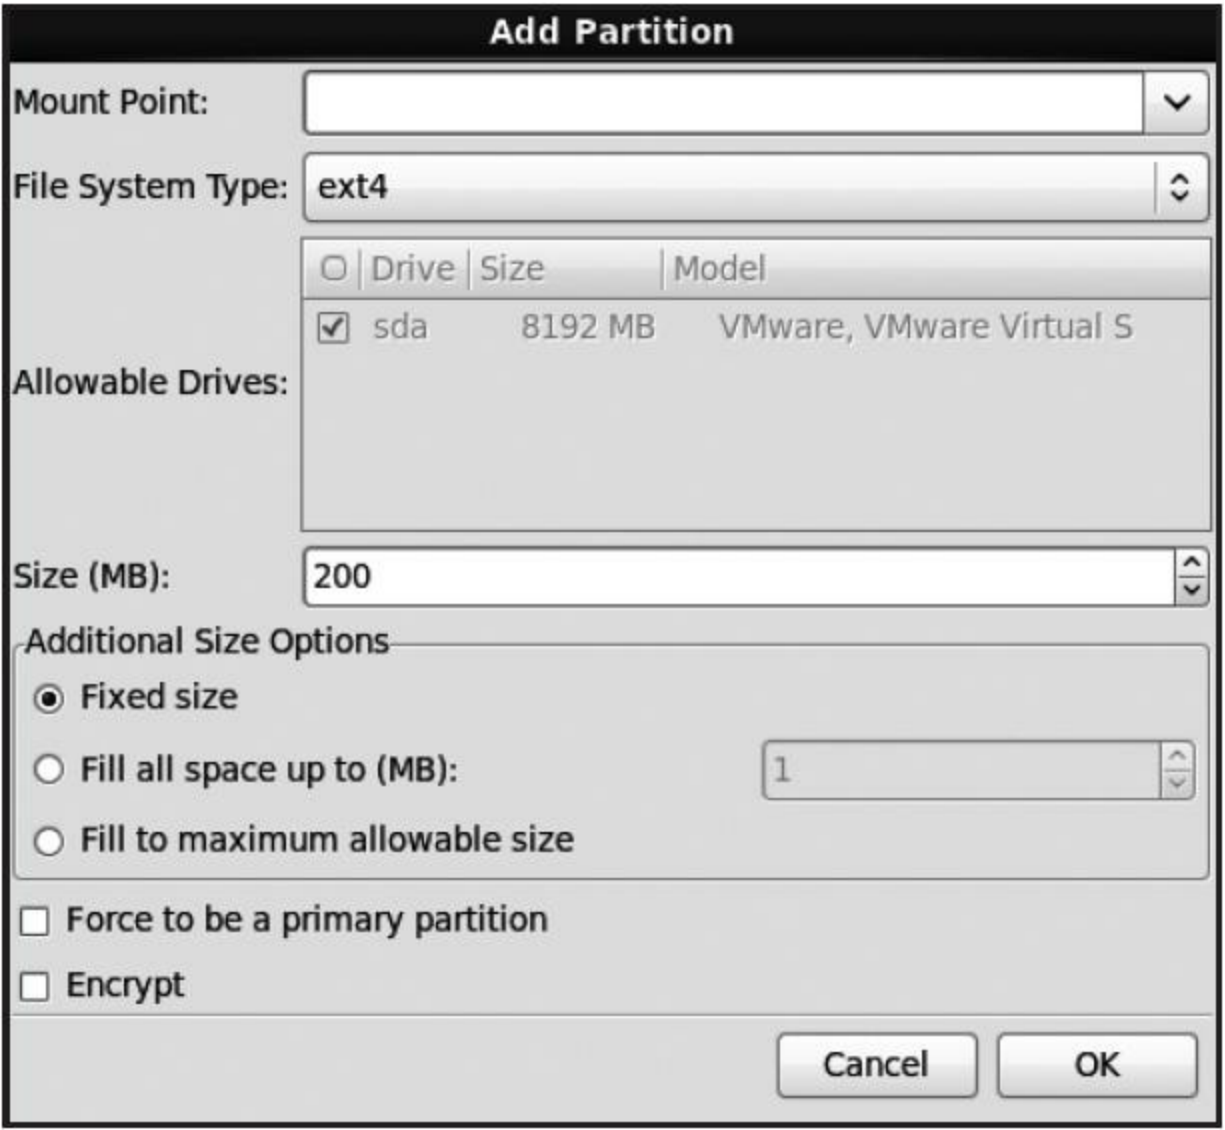 Add Partition
Mount Point:
File System Type: ext4
Drive Size Model
sda 8192 MB VMware, VMware Virtual S
Allowable Drives:
Size (MB): 200
Additional Size Options
Fixed size
Fill all space up to (MB): 1
Fill to maximum allowable size
Force to be a primary partition
Encrypt
Cancel OK